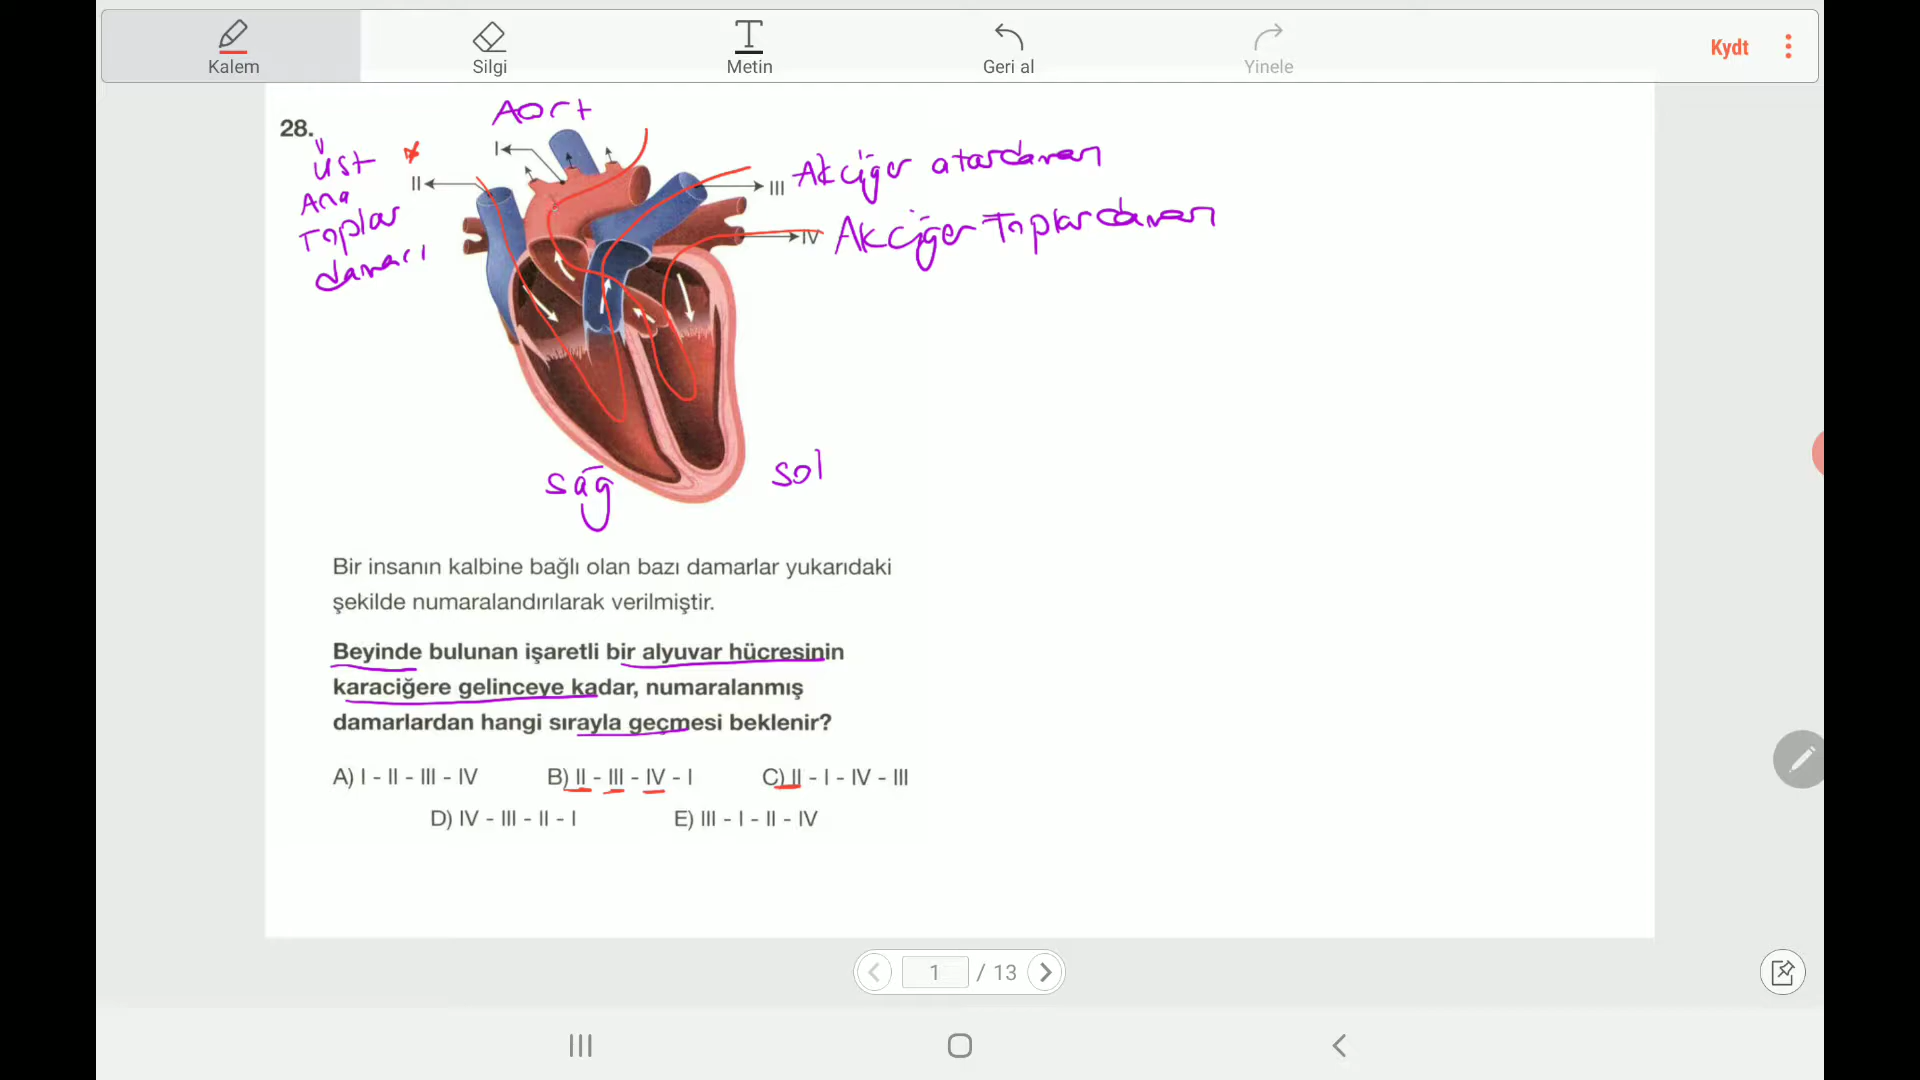 Kalem
Silgi
Metin
Geri al
Yinele
Kydt
28.
Aort
Üst
Ana
Toplar
damarı
I
II
III
Akciğer atardamarı
IV
Akciğer Toplardamarı
sağ
sol
Bir insanın kalbine bağlı olan bazı damarlar yukarıdaki
şekilde numaralandırılarak verilmiştir.
Beyinde bulunan işaretli bir alyuvar hücresinin
karaciğere gelinceye kadar, numaralanmış
damarlardan hangi sırayla geçmesi beklenir?
A) I - II - III - IV B) II - III - IV - I C) II - I - IV - III
D) IV - III - II - I E) III - I - II - IV
1 / 13